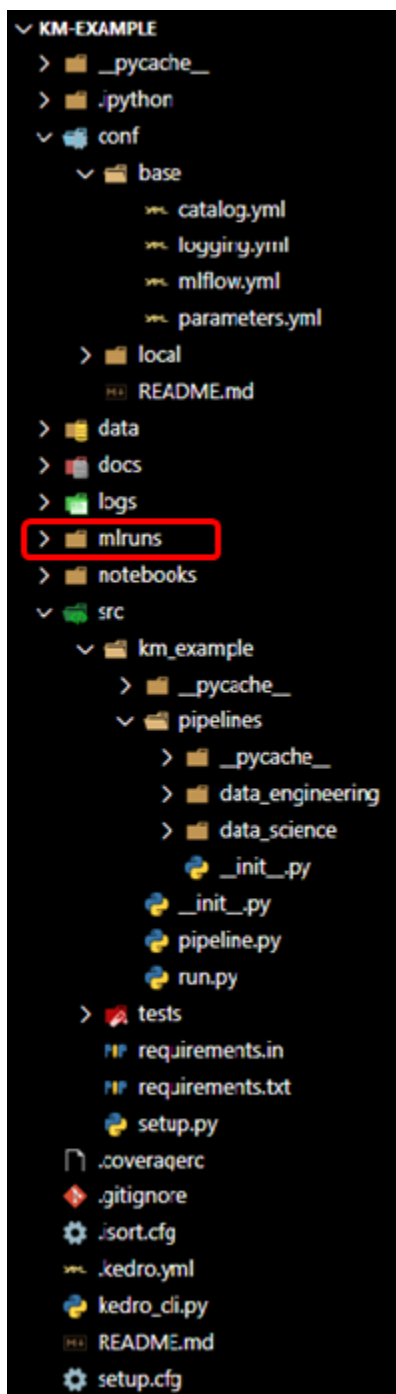 KM-EXAMPLE
__pycache__
.ipython
conf
base
catalog.yml
logging.yml
mlflow.yml
parameters.yml
local
README.md
data
docs
logs
mlruns
notebooks
src
km_example
__pycache__
pipelines
__pycache__
data_engineering
data_science
__init__.py
__init__.py
pipeline.py
run.py
tests
requirements.in
requirements.txt
setup.py
.coveragerc
.gitignore
.isort.cfg
.kedro.yml
kedro_cli.py
README.md
setup.cfg